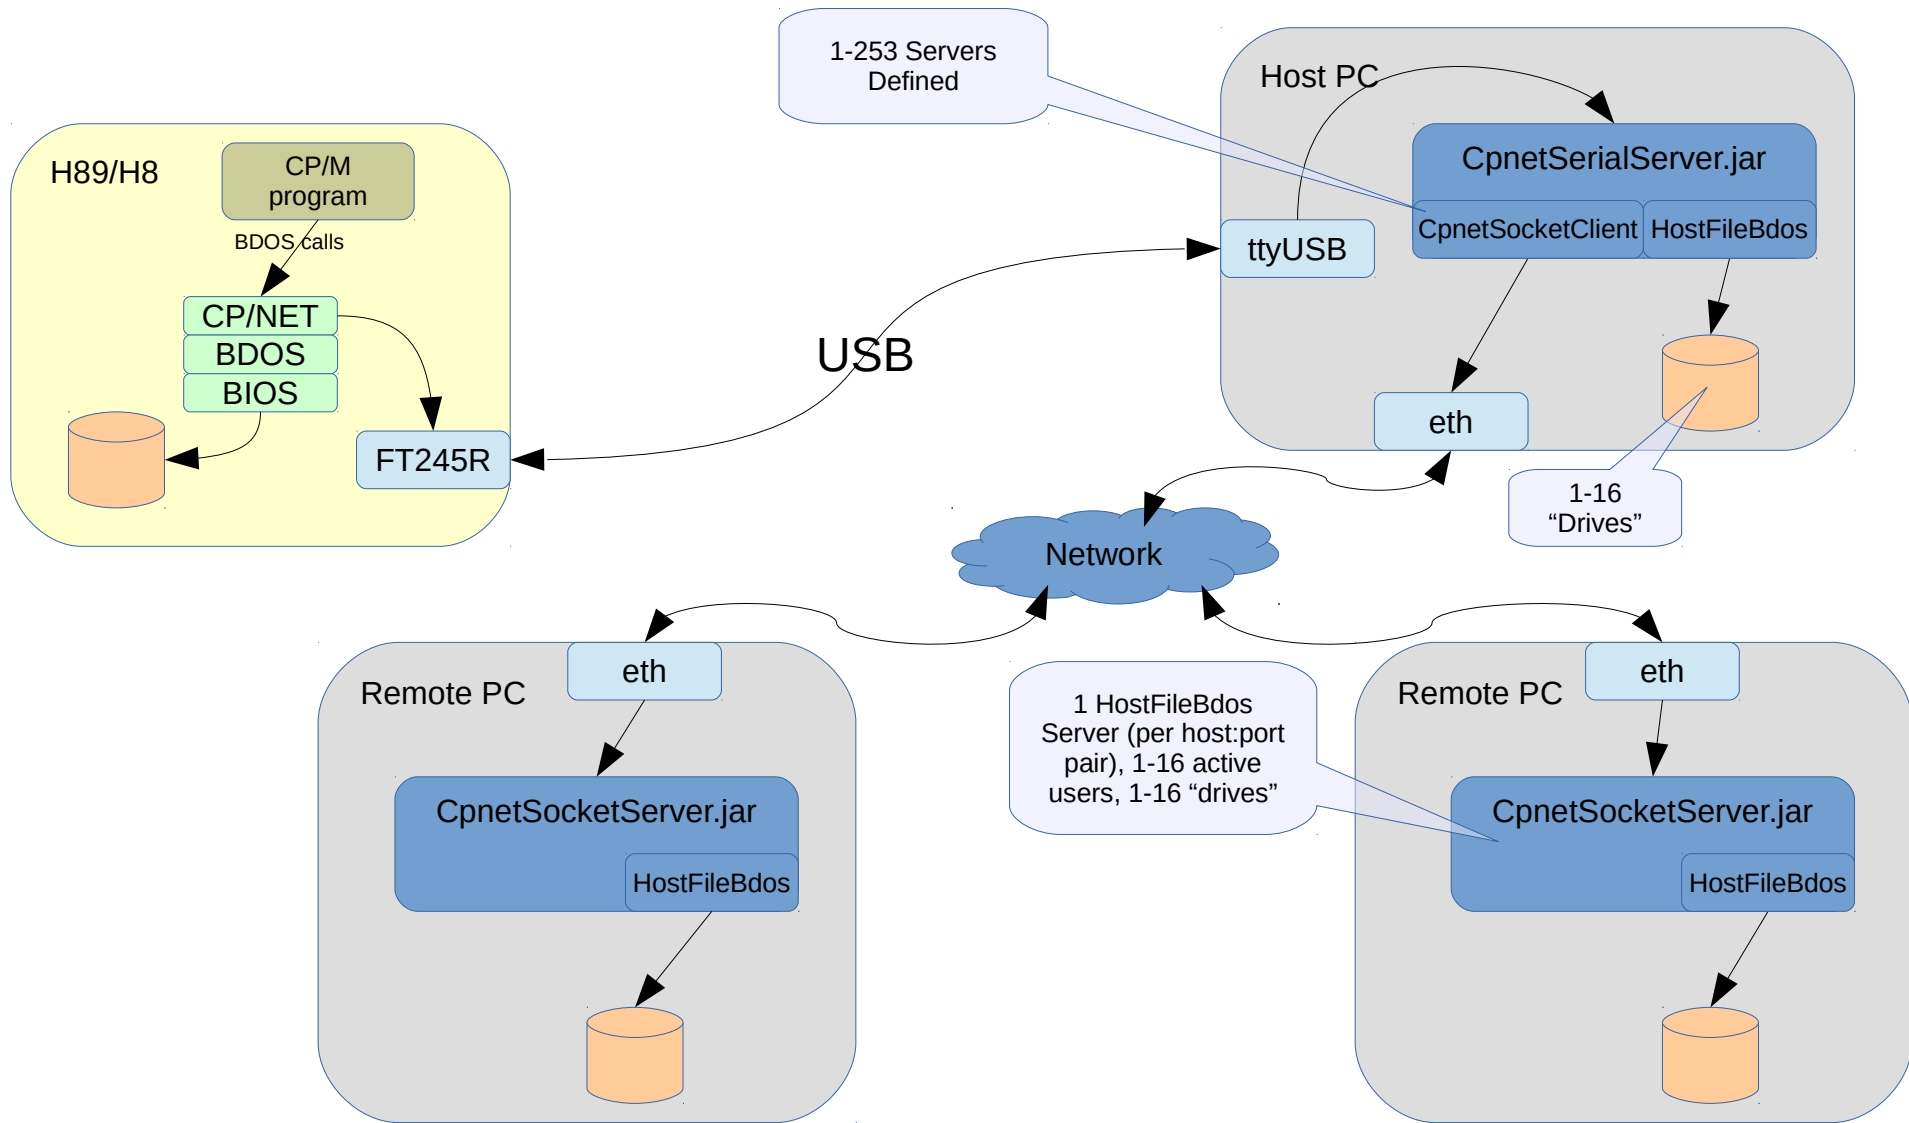 1-253 Servers
Defined
Host PC
CpnetSerialServer.jar
CpnetSocketClient
HostFileBdos
ttyUSB
eth
1-16
“Drives”
H89/H8
CP/M
program
BDOS calls
CP/NET
BDOS
BIOS
FT245R
USB
Network
eth
Remote PC
CpnetSocketServer.jar
HostFileBdos
1 HostFileBdos
Server (per host:port
pair), 1-16 active
users, 1-16 “drives”
eth
Remote PC
CpnetSocketServer.jar
HostFileBdos